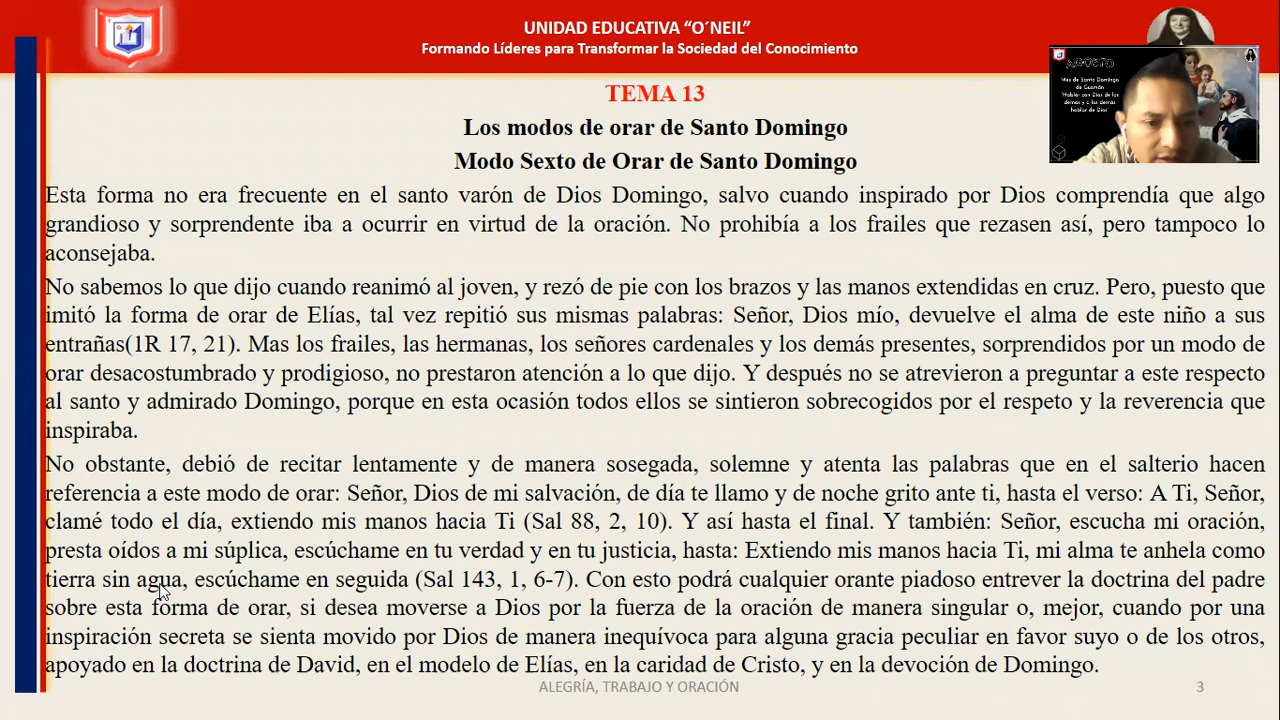 UNIDAD EDUCATIVA “O´NEIL”
Formando Líderes para Transformar la Sociedad del Conocimiento
AGOSTO
Mes de Santo Domingo
de Guzmán
"Hablar con Dios de los
demás y a los demás
hablar de Dios"
TEMA 13
Los modos de orar de Santo Domingo
Modo Sexto de Orar de Santo Domingo
Esta forma no era frecuente en el santo varón de Dios Domingo, salvo cuando inspirado por Dios comprendía que algo
grandioso y sorprendente iba a ocurrir en virtud de la oración. No prohibía a los frailes que rezasen así, pero tampoco lo
aconsejaba.
No sabemos lo que dijo cuando reanimó al joven, y rezó de pie con los brazos y las manos extendidas en cruz. Pero, puesto que
imitó la forma de orar de Elías, tal vez repitió sus mismas palabras: Señor, Dios mío, devuelve el alma de este niño a sus
entrañas(1R 17, 21). Mas los frailes, las hermanas, los señores cardenales y los demás presentes, sorprendidos por un modo de
orar desacostumbrado y prodigioso, no prestaron atención a lo que dijo. Y después no se atrevieron a preguntar a este respecto
al santo y admirado Domingo, porque en esta ocasión todos ellos se sintieron sobrecogidos por el respeto y la reverencia que
inspiraba.
No obstante, debió de recitar lentamente y de manera sosegada, solemne y atenta las palabras que en el salterio hacen
referencia a este modo de orar: Señor, Dios de mi salvación, de día te llamo y de noche grito ante ti, hasta el verso: A Ti, Señor,
clamé todo el día, extiendo mis manos hacia Ti (Sal 88, 2, 10). Y así hasta el final. Y también: Señor, escucha mi oración,
presta oídos a mi súplica, escúchame en tu verdad y en tu justicia, hasta: Extiendo mis manos hacia Ti, mi alma te anhela como
tierra sin agua, escúchame en seguida (Sal 143, 1, 6-7). Con esto podrá cualquier orante piadoso entrever la doctrina del padre
sobre esta forma de orar, si desea moverse a Dios por la fuerza de la oración de manera singular o, mejor, cuando por una
inspiración secreta se sienta movido por Dios de manera inequívoca para alguna gracia peculiar en favor suyo o de los otros,
apoyado en la doctrina de David, en el modelo de Elías, en la caridad de Cristo, y en la devoción de Domingo.
ALEGRÍA, TRABAJO Y ORACIÓN
3